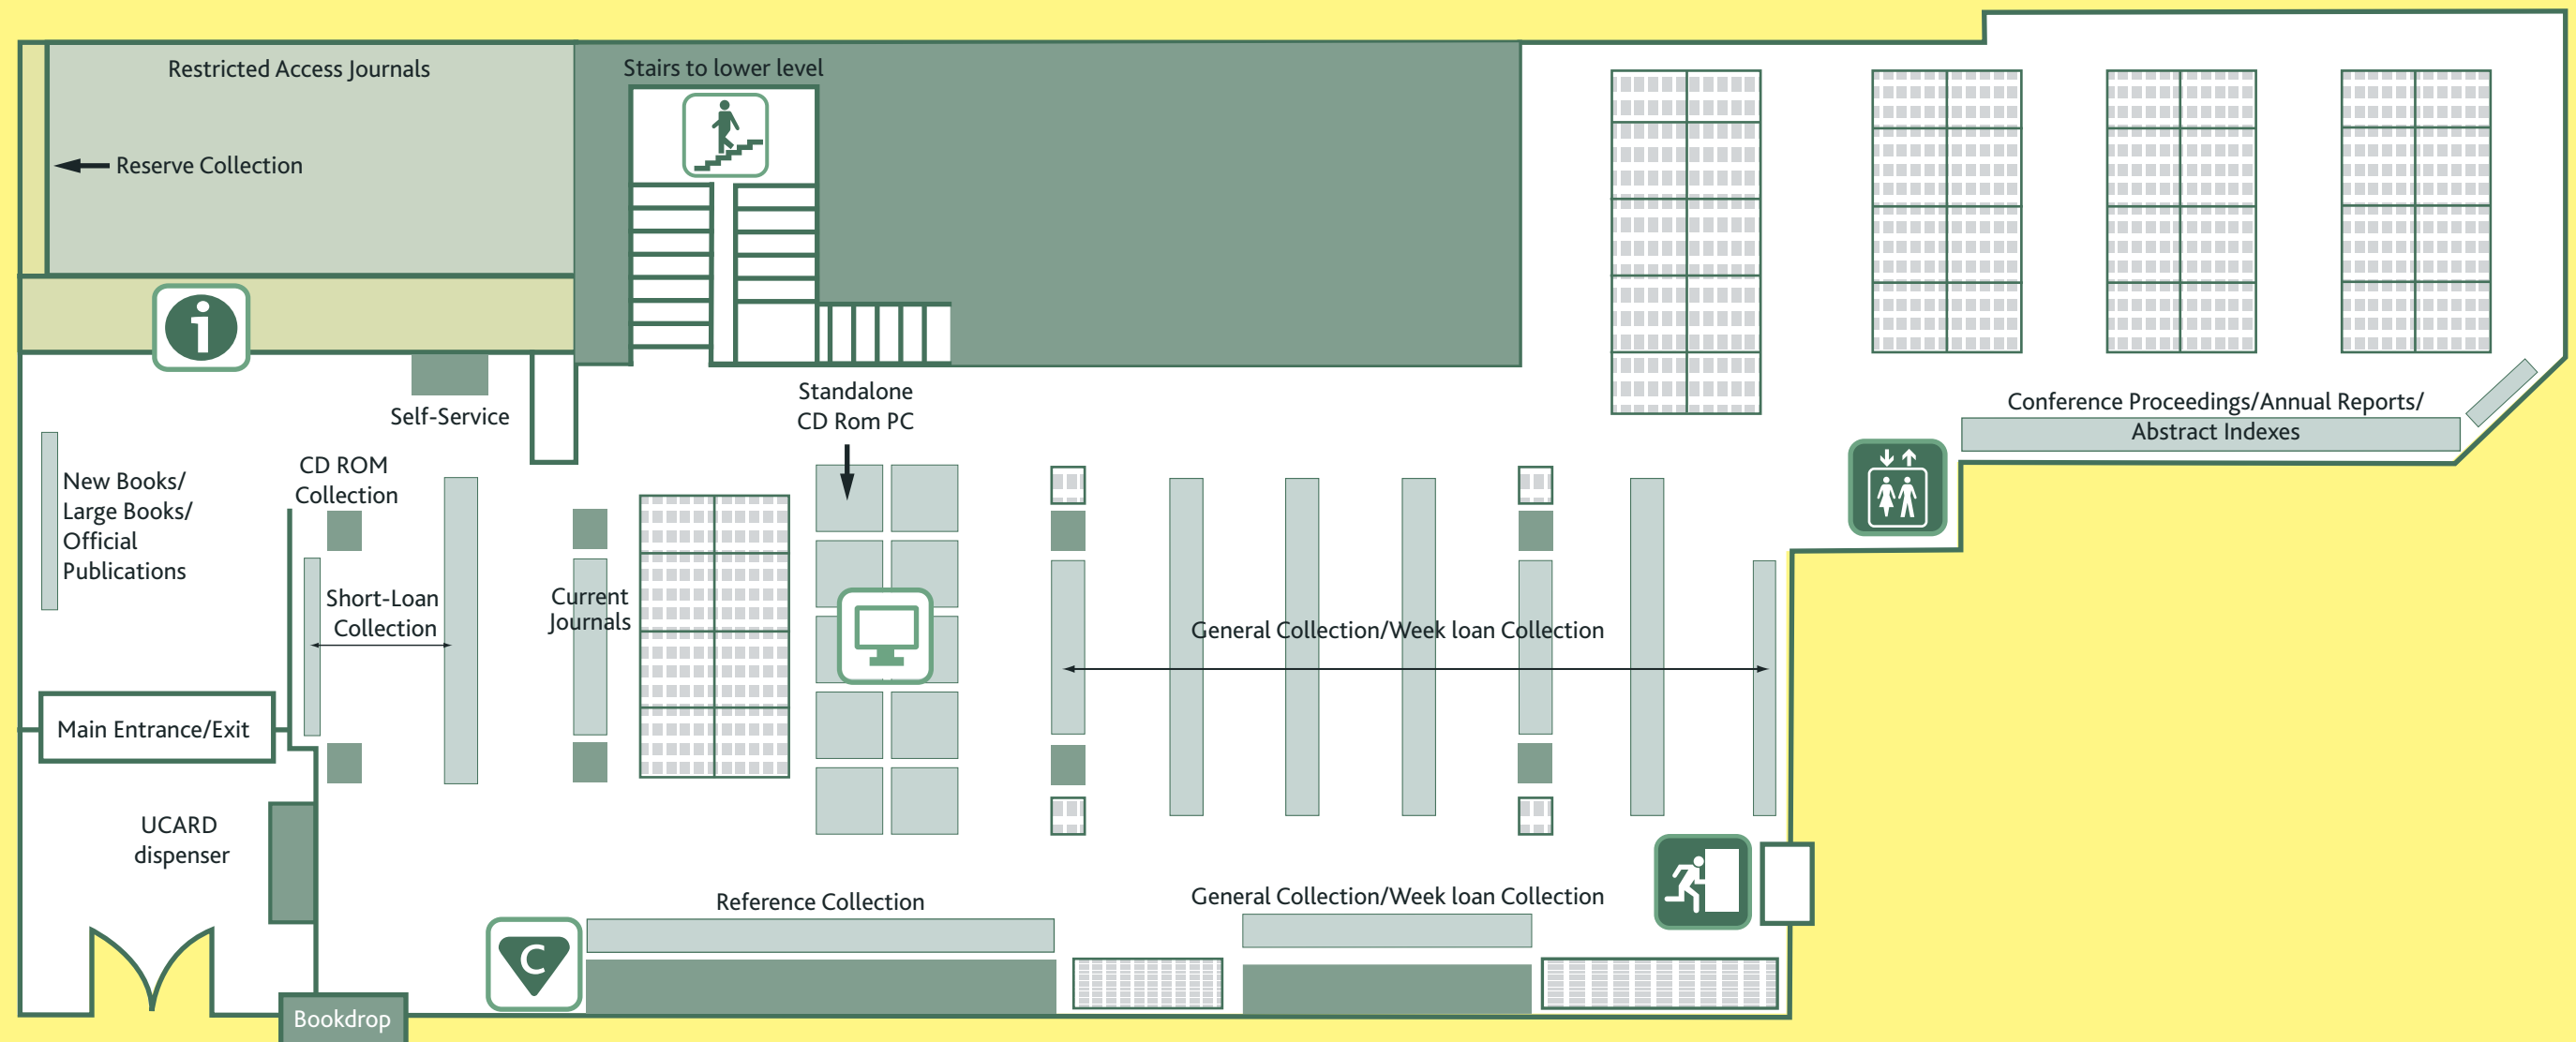 Restricted Access Journals
Stairs to lower level
Reserve Collection
i
Self-Service
Standalone
CD Rom PC
Conference Proceedings/Annual Reports/
Abstract Indexes
New Books/
Large Books/
Official
Publications
CD ROM
Collection
Short-Loan
Collection
Current
Journals
General Collection/Week loan Collection
Main Entrance/Exit
UCARD
dispenser
Reference Collection
General Collection/Week loan Collection
C
Bookdrop